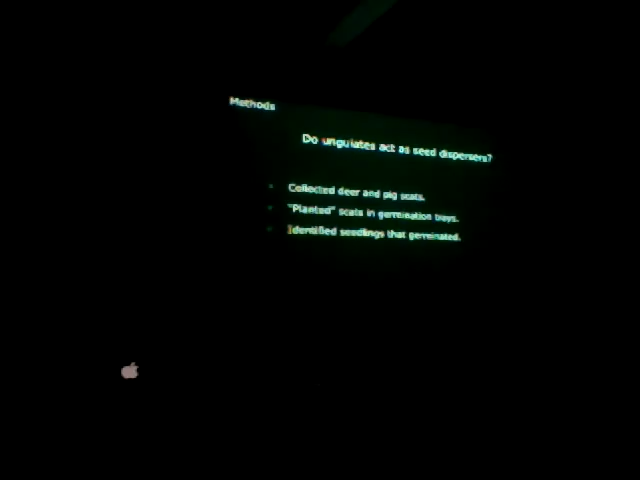 Methods
Do ungulates act as seed dispersers?
Collected deer and pig scats.
"Planted" scats in germination trays.
Identified seedlings that germinated.